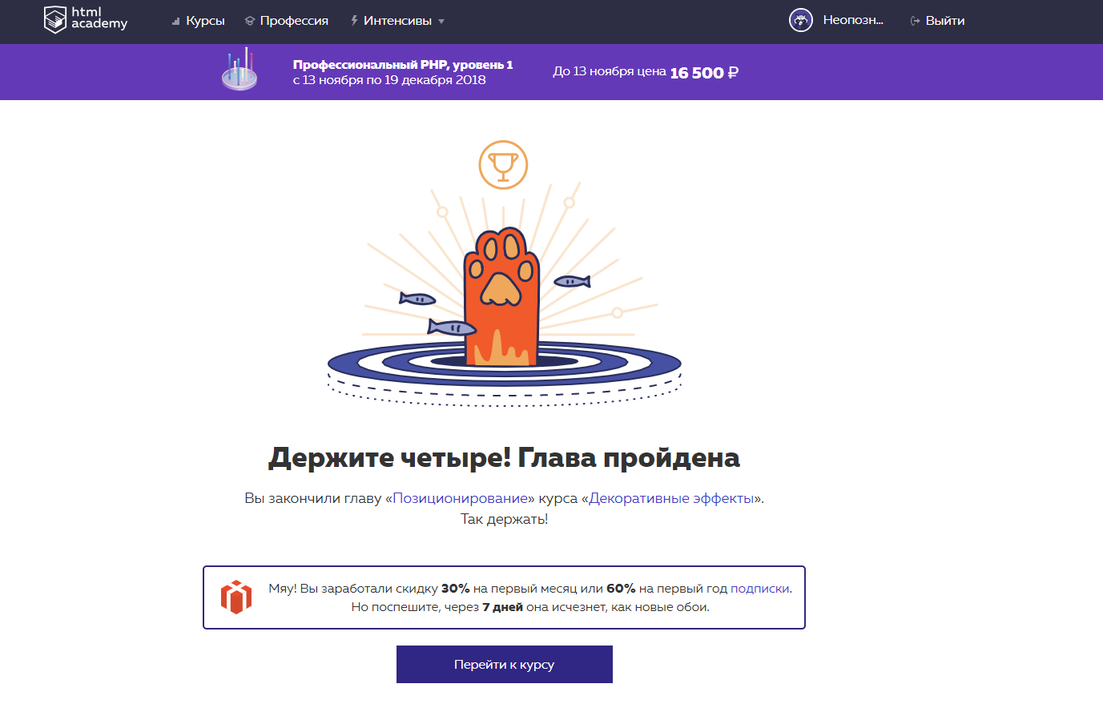 html
academy
Курсы
Профессия
Интенсивы
Неопозн...
Выйти
Профессиональный PHP, уровень 1
с 13 ноября по 19 декабря 2018
До 13 ноября цена 16 500 ₽
Держите четыре! Глава пройдена
Вы закончили главу «Позиционирование» курса «Декоративные эффекты».
Так держать!
Мяу! Вы заработали скидку 30% на первый месяц или 60% на первый год подписки.
Но поспешите, через 7 дней она исчезнет, как новые обои.
Перейти к курсу